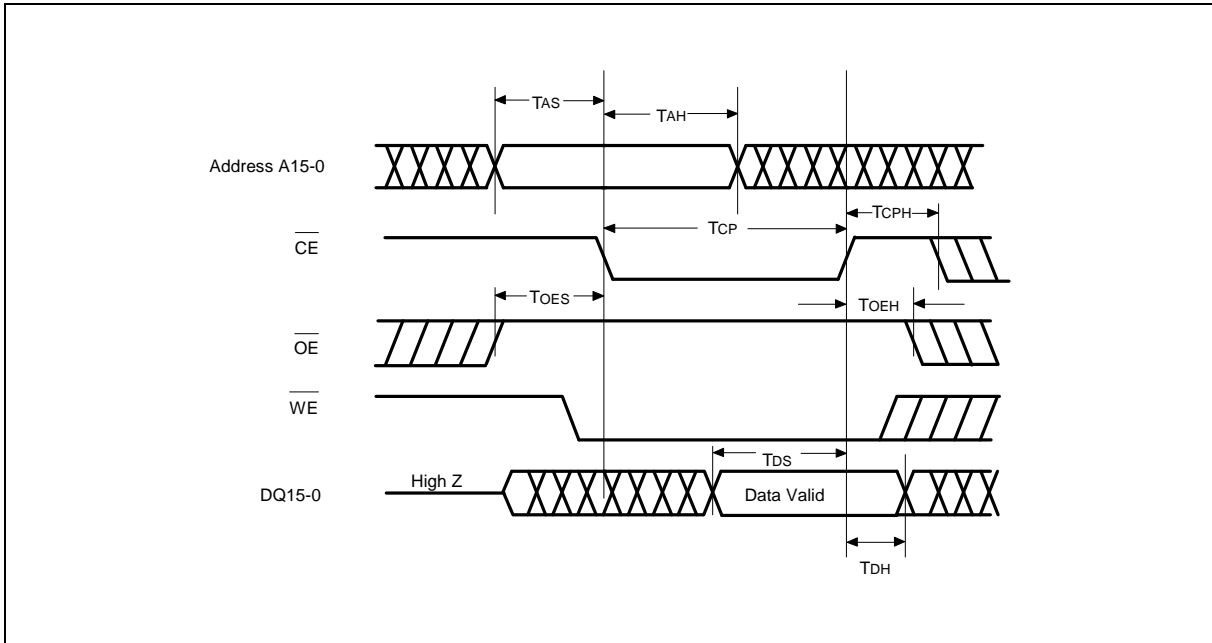 TAS
TAH
Address A15-0
TCPH
TCP
CE
TOES
TOEH
OE
WE
TDS
High Z
DQ15-0
Data Valid
TDH